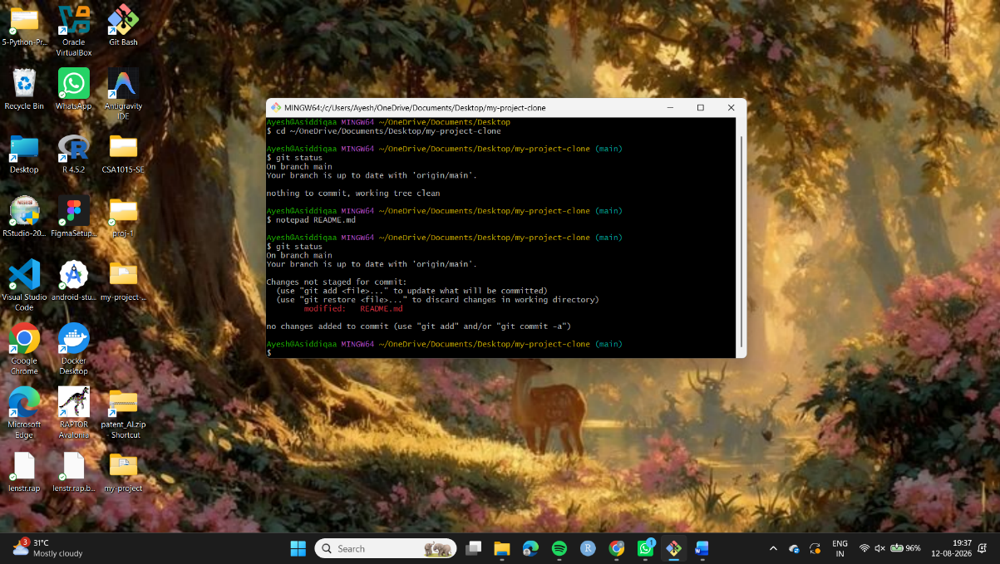 5-Python-Pr...
Oracle
VirtualBox
Git Bash
Recycle Bin
WhatsApp
Antigravity
IDE
Desktop
R 4.5.2
CSA1015-SE
RStudio-20...
FigmaSetup...
proj-1
Visual Studio
Code
android-stu...
my-project-...
Google
Chrome
Docker
Desktop
Microsoft
Edge
RAPTOR
Avalonia
patent_AI.zip
- Shortcut
lenstr.rap
lenstr.rap.b...
my-project
MINGW64:/c/Users/Ayesh/OneDrive/Documents/Desktop/my-project-clone
Ayesh@Asiddiqaa MINGW64 ~/OneDrive/Documents/Desktop
$ cd ~/OneDrive/Documents/Desktop/my-project-clone
Ayesh@Asiddiqaa MINGW64 ~/OneDrive/Documents/Desktop/my-project-clone (main)
$ git status
On branch main
Your branch is up to date with 'origin/main'.
nothing to commit, working tree clean
Ayesh@Asiddiqaa MINGW64 ~/OneDrive/Documents/Desktop/my-project-clone (main)
$ notepad README.md
Ayesh@Asiddiqaa MINGW64 ~/OneDrive/Documents/Desktop/my-project-clone (main)
$ git status
On branch main
Your branch is up to date with 'origin/main'.
Changes not staged for commit:
(use "git add <file>..." to update what will be committed)
(use "git restore <file>..." to discard changes in working directory)
modified: README.md
no changes added to commit (use "git add" and/or "git commit -a")
Ayesh@Asiddiqaa MINGW64 ~/OneDrive/Documents/Desktop/my-project-clone (main)
$
3
31°C
Mostly cloudy
Search
R
1
W
ENG
IN
96%
19:37
12-08-2026